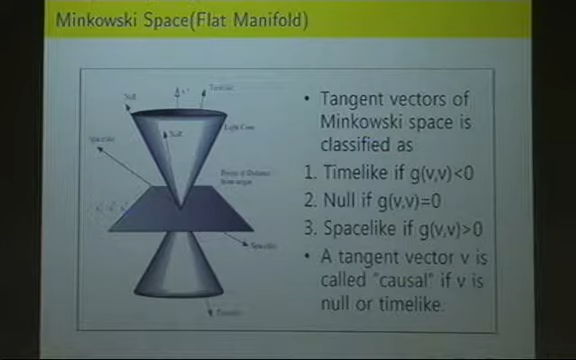 Minkowski Space(Flat Manifold)
Null
Timelike
Null
Light Cone
Spacelike
Spacelike
Timelike
• Tangent vectors of
Minkowski space is
classified as
1. Timelike if g(v,v)<0
2. Null if g(v,v)=0
3. Spacelike if g(v,v)>0
• A tangent vector v is
called "causal" if v is
null or timelike.